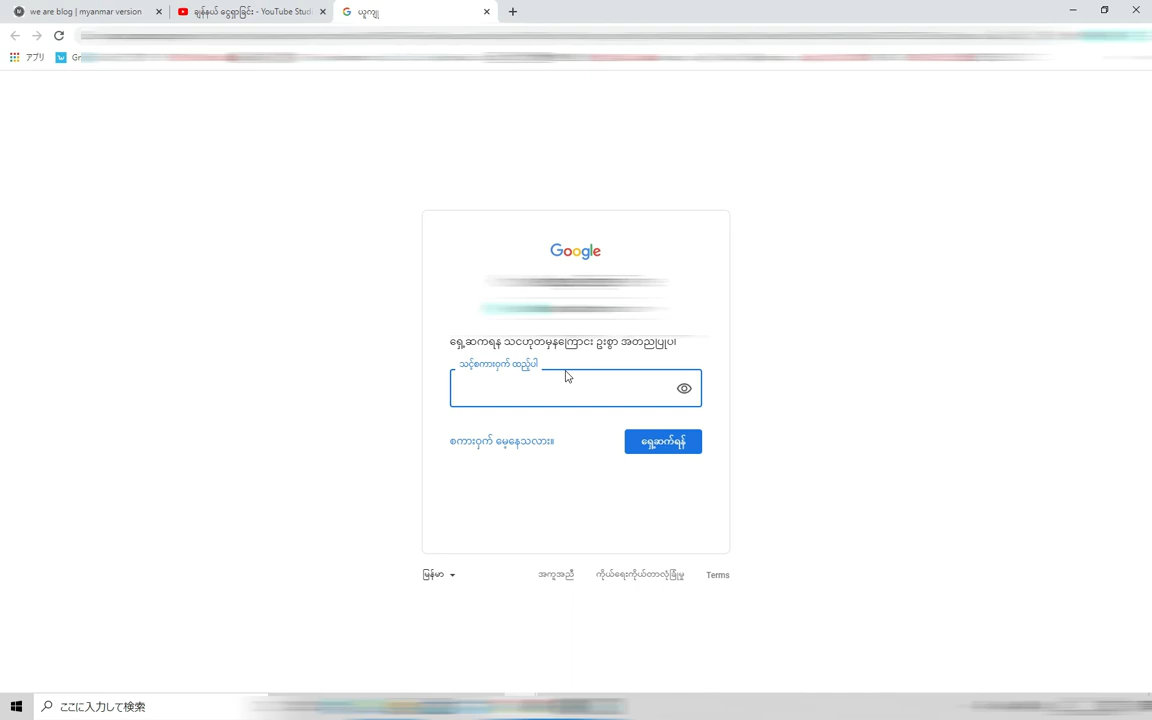 we are blog | myanmar version
ချန်နယ် ငွေရှာခြင်း - YouTube Studi
ယူကျု
アプリ
Google
ရှေ့ဆက်ရန် သင်ဟုတ်မှန်ကြောင်း ဦးစွာ အတည်ပြုပါ
သင့်စကားဝှက် ထည့်ပါ
စကားဝှက် မေ့နေသလား။
ရှေ့ဆက်ရန်
မြန်မာ
အကူအညီ
ကိုယ်ရေးကိုယ်တာလုံခြုံမှု
Terms
ここに入力して検索